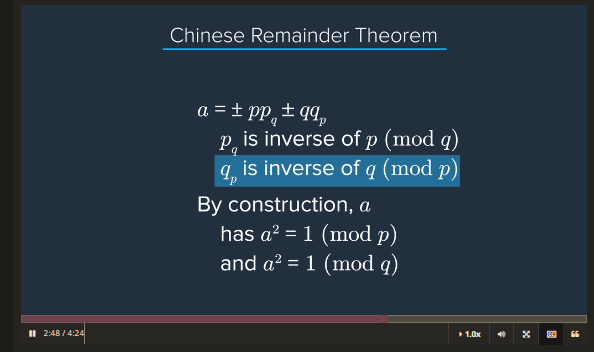 Chinese Remainder Theorem
a = ± pp_q ± qq_p
p_q is inverse of p (mod q)
q_p is inverse of q (mod p)
By construction, a
has a² = 1 (mod p)
and a² = 1 (mod q)
2:48 / 4:24
1.0x